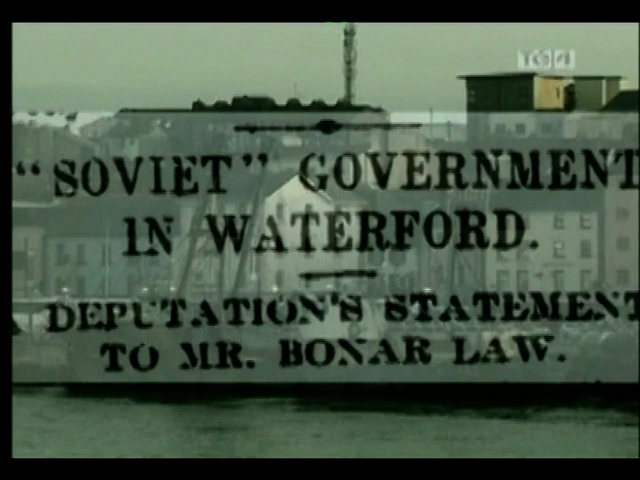 TG4
"SOVIET" GOVERNMENT
IN WATERFORD.
A DEPUTATION'S STATEMENT
TO MR. BONAR LAW.